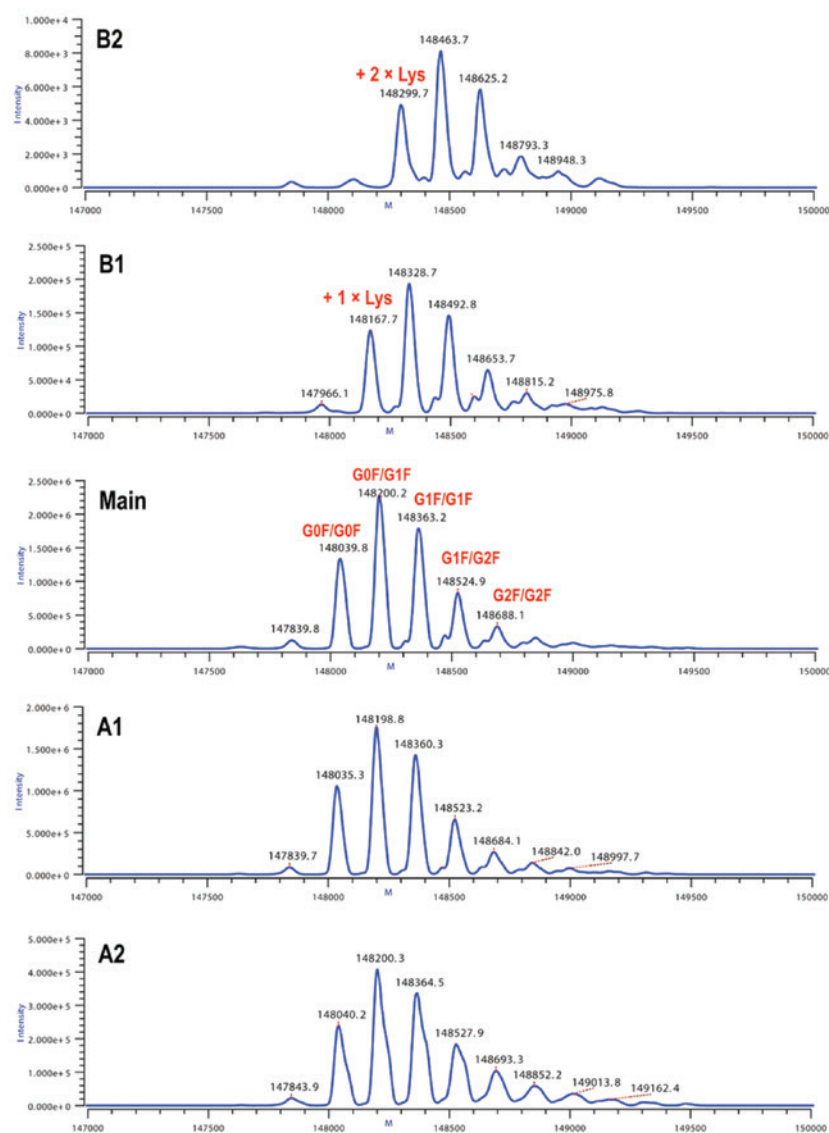 B2
1.000e+4
8.000e+3
6.000e+3
4.000e+3
2.000e+3
0.000e+0
Intensity
+ 2 × Lys
148299.7
148463.7
148625.2
148793.3
148948.3
147000
147500
148000
148500
149000
149500
150000
M
B1
2.500e+5
2.000e+5
1.500e+5
1.000e+5
5.000e+4
0.000e+0
Intensity
+ 1 × Lys
147966.1
148167.7
148328.7
148492.8
148653.7
148815.2
148975.8
147000
147500
148000
148500
149000
149500
150000
M
Main
2.500e+6
2.000e+6
1.500e+6
1.000e+6
5.000e+5
0.000e+0
Intensity
147839.8
G0F/G0F
148039.8
G0F/G1F
148200.2
G1F/G1F
148363.2
G1F/G2F
148524.9
G2F/G2F
148688.1
147000
147500
148000
148500
149000
149500
150000
M
A1
2.000e+6
1.500e+6
1.000e+6
5.000e+5
0.000e+0
Intensity
147839.7
148035.3
148198.8
148360.3
148523.2
148684.1
148842.0
148997.7
147000
147500
148000
148500
149000
149500
150000
M
A2
5.000e+5
4.000e+5
3.000e+5
2.000e+5
1.000e+5
0.000e+0
Intensity
147843.9
148040.2
148200.3
148364.5
148527.9
148693.3
148852.2
149013.8
149162.4
147000
147500
148000
148500
149000
149500
150000
M